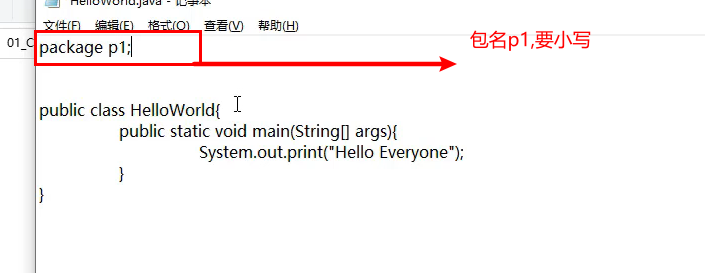 HelloWorld.java - 记事本
文件(F) 编辑(E) 格式(O) 查看(V) 帮助(H)
01_C
package p1;
包名p1,要小写
public class HelloWorld{
public static void main(String[] args){
System.out.print("Hello Everyone");
}
}